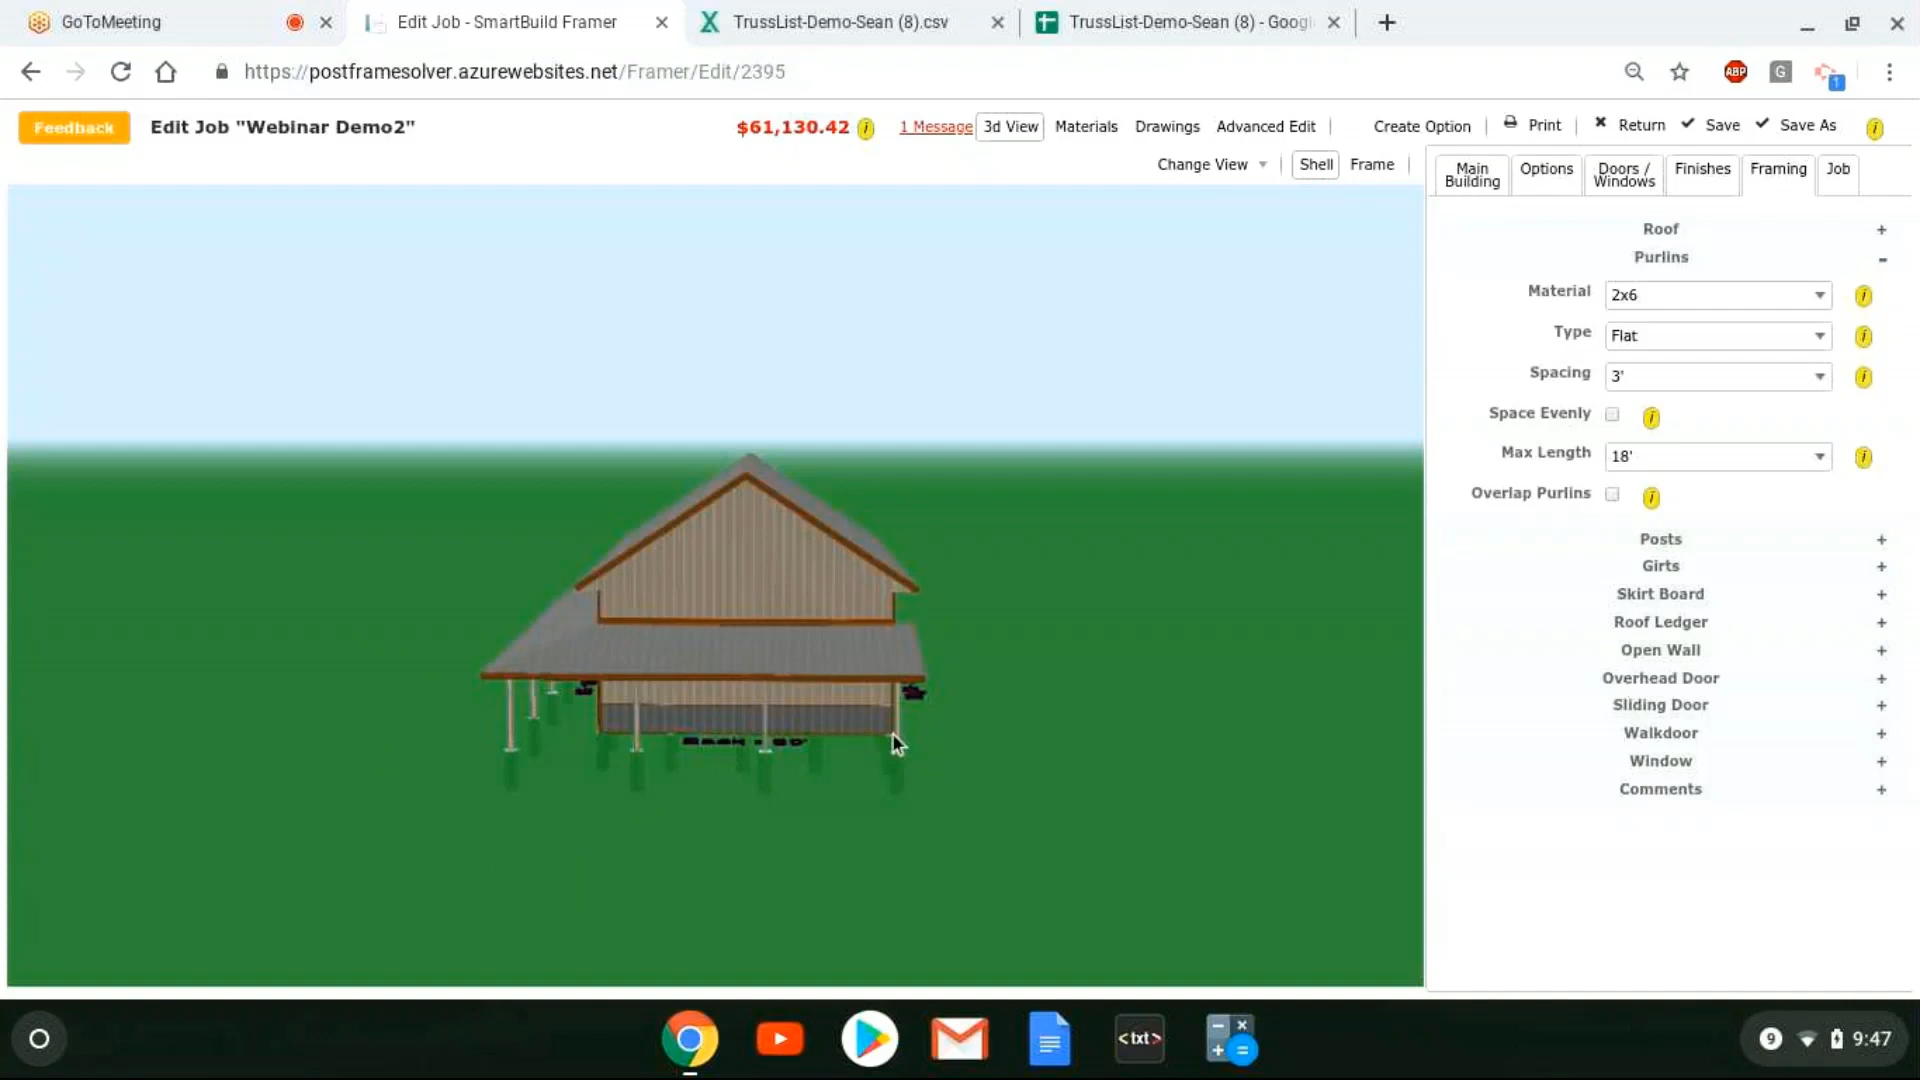 GoToMeeting
Edit Job - SmartBuild Framer
TrussList-Demo-Sean (8).csv
TrussList-Demo-Sean (8) - Googl
https://postframesolver.azurewebsites.net/Framer/Edit/2395
ABP
G
1
Feedback
Edit Job "Webinar Demo2"
$61,130.42
i
1 Message
3d View
Materials
Drawings
Advanced Edit
Create Option
Print
Return
Save
Save As
i
Change View
Shell
Frame
Main Building
Options
Doors / Windows
Finishes
Framing
Job
Roof +
Purlins -
Material 2x6 i
Type Flat i
Spacing 3' i
Space Evenly i
Max Length 18' i
Overlap Purlins i
Posts +
Girts +
Skirt Board +
Roof Ledger +
Open Wall +
Overhead Door +
Sliding Door +
Walkdoor +
Window +
Comments +
<txt>
9
9:47